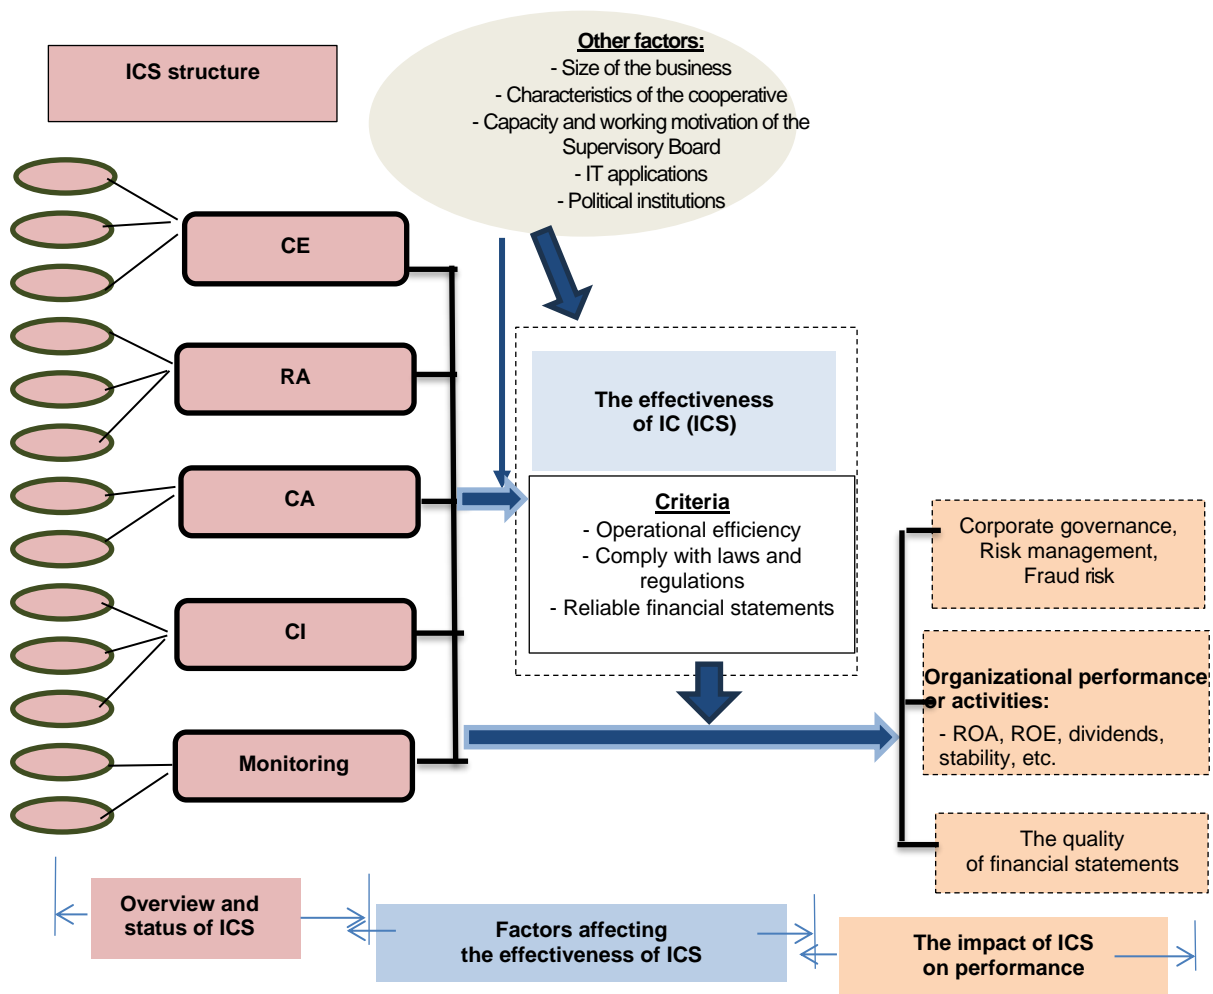 ICS structure
Other factors:
- Size of the business
- Characteristics of the cooperative
- Capacity and working motivation of the
Supervisory Board
- IT applications
- Political institutions
CE
RA
CA
CI
Monitoring
The effectiveness
of IC (ICS)
Criteria
- Operational efficiency
- Comply with laws and
regulations
- Reliable financial statements
Corporate governance,
Risk management,
Fraud risk
Organizational performance
or activities:
- ROA, ROE, dividends,
stability, etc.
The quality
of financial statements
Overview and
status of ICS
Factors affecting
the effectiveness of ICS
The impact of ICS
on performance